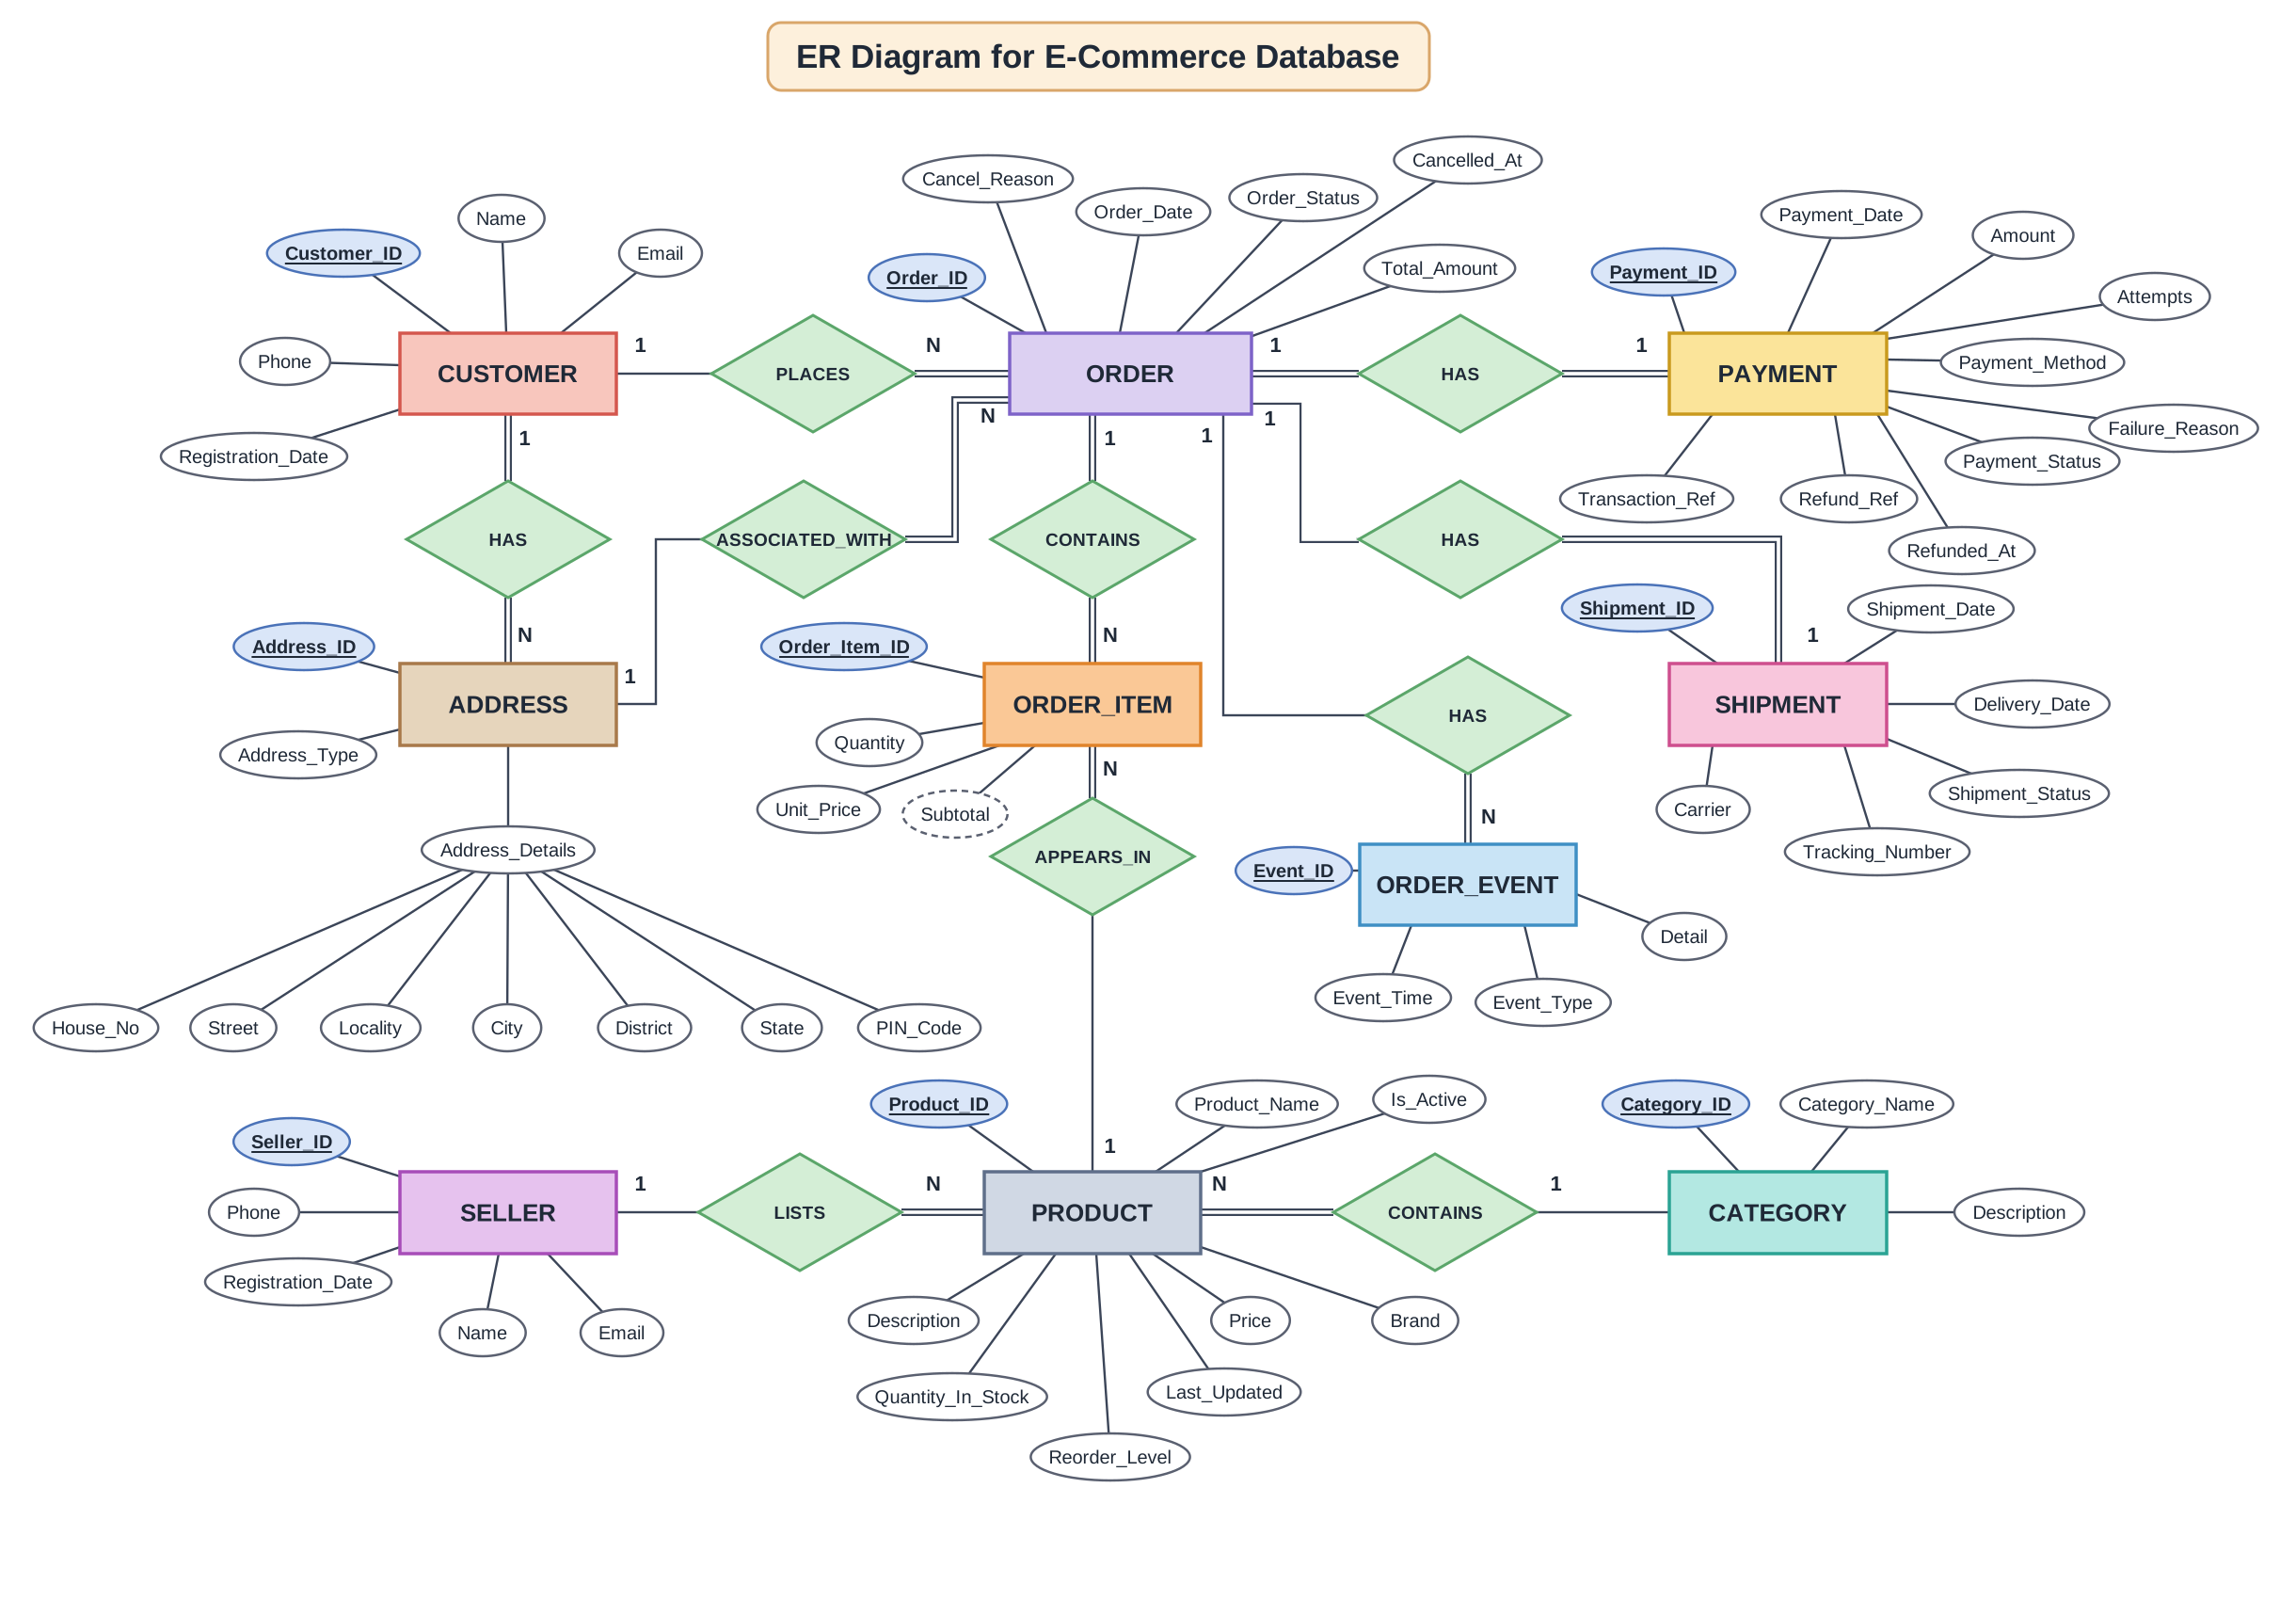 ER Diagram for E-Commerce Database
Cancelled_At
Cancel_Reason
Order_Date
Order_Status
Name
Payment_Date
Customer_ID
Email
Order_ID
Total_Amount
Payment_ID
Amount
Attempts
Phone
CUSTOMER
1
PLACES
N
ORDER
1
HAS
1
PAYMENT
Payment_Method
Registration_Date
1
N
1
1
1
Failure_Reason
Payment_Status
Transaction_Ref
Refund_Ref
Refunded_At
HAS
ASSOCIATED_WITH
CONTAINS
HAS
Shipment_ID
Shipment_Date
N
N
1
Address_ID
1
Order_Item_ID
ADDRESS
ORDER_ITEM
HAS
SHIPMENT
Delivery_Date
Address_Type
Quantity
N
Unit_Price
Subtotal
N
Carrier
Shipment_Status
Address_Details
APPEARS_IN
Tracking_Number
Event_ID
ORDER_EVENT
Detail
Event_Time
Event_Type
House_No
Street
Locality
City
District
State
PIN_Code
Product_ID
Product_Name
Is_Active
Category_ID
Category_Name
Seller_ID
1
1
N
N
1
Phone
SELLER
LISTS
PRODUCT
CONTAINS
CATEGORY
Description
Registration_Date
Name
Email
Description
Price
Brand
Quantity_In_Stock
Last_Updated
Reorder_Level